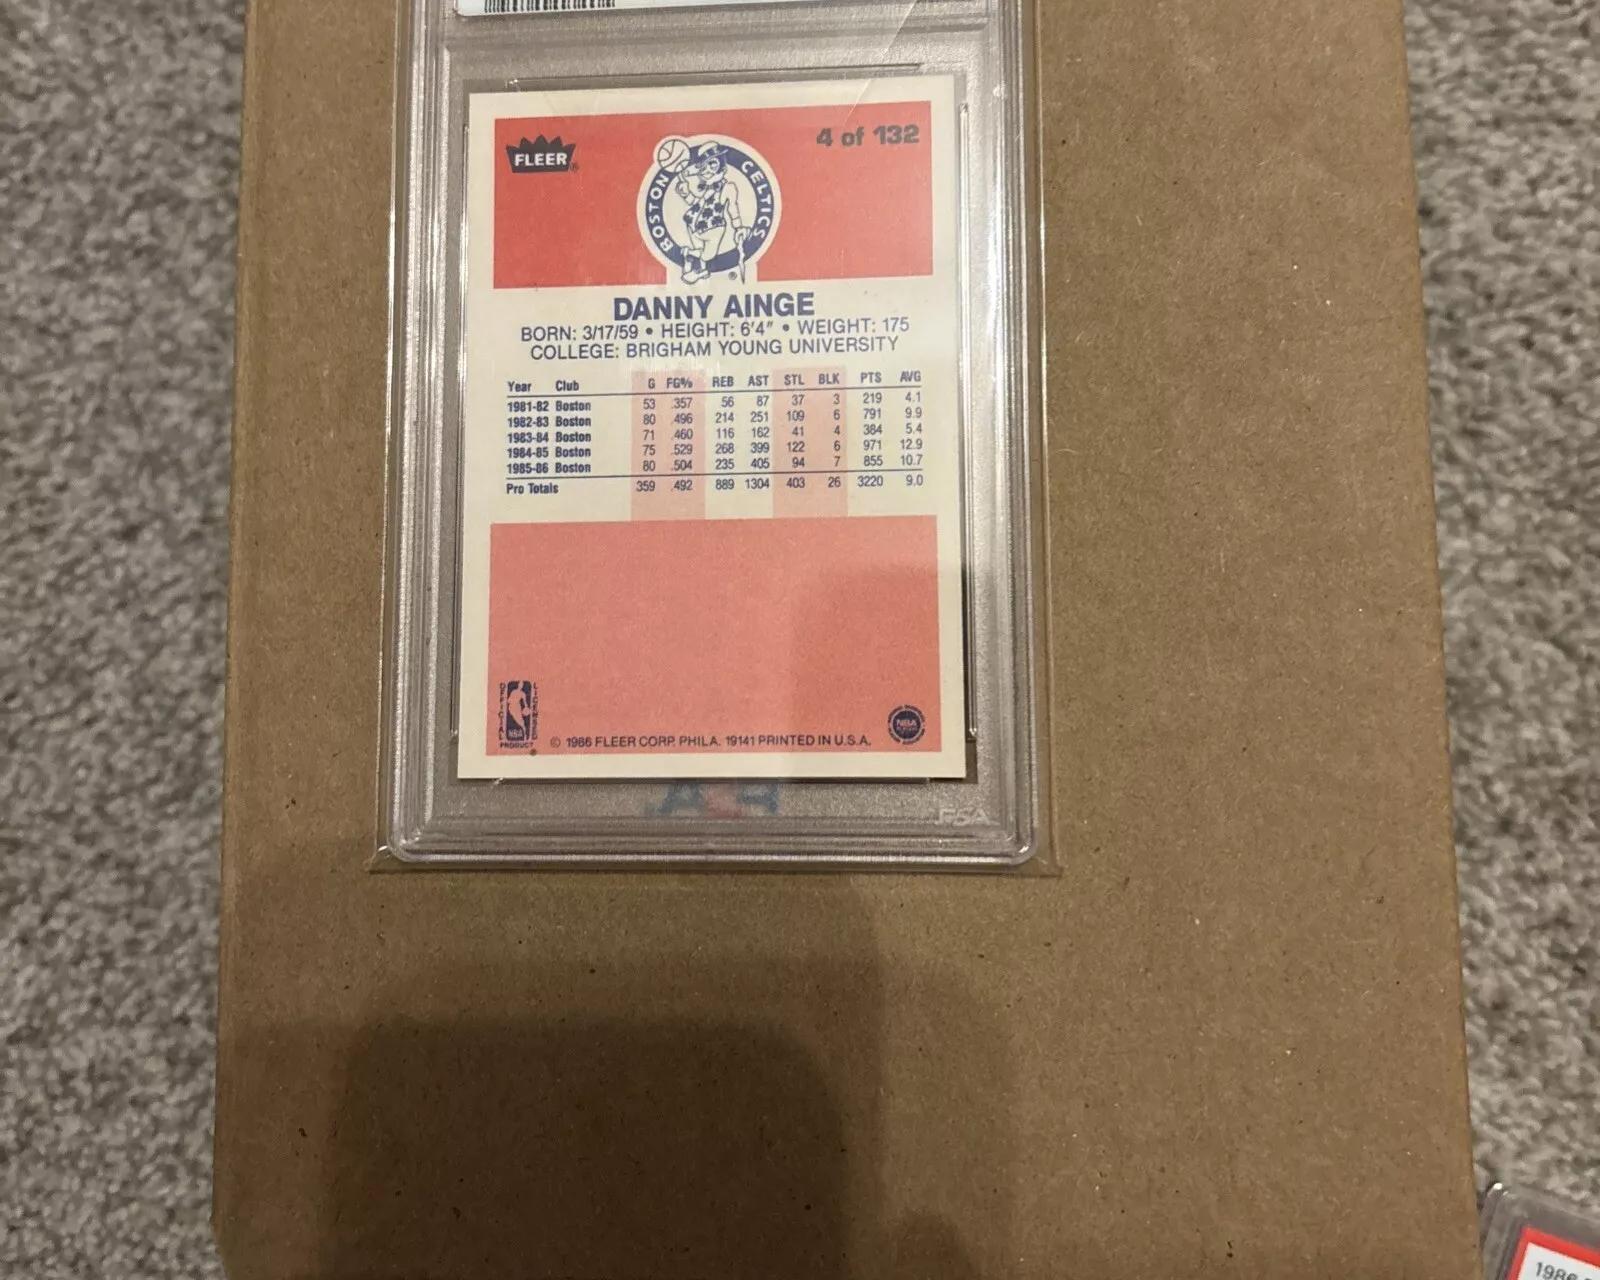 FLEER®
4 of 132
BOSTON CELTICS
®
DANNY AINGE
BORN: 3/17/59 • HEIGHT: 6'4" • WEIGHT: 175
COLLEGE: BRIGHAM YOUNG UNIVERSITY
Year Club G FG% REB AST STL BLK PTS AVG
1981-82 Boston 53 .357 56 87 37 3 219 4.1
1982-83 Boston 80 .496 214 251 109 6 791 9.9
1983-84 Boston 71 .460 116 162 41 4 384 5.4
1984-85 Boston 75 .529 268 399 122 6 971 12.9
1985-86 Boston 80 .504 235 405 94 7 855 10.7
Pro Totals 359 .492 889 1304 403 26 3220 9.0
OFFICIAL LICENSED
NBA
PRODUCT
®
© 1986 FLEER CORP. PHILA. 19141 PRINTED IN U.S.A.
NBA
PSA